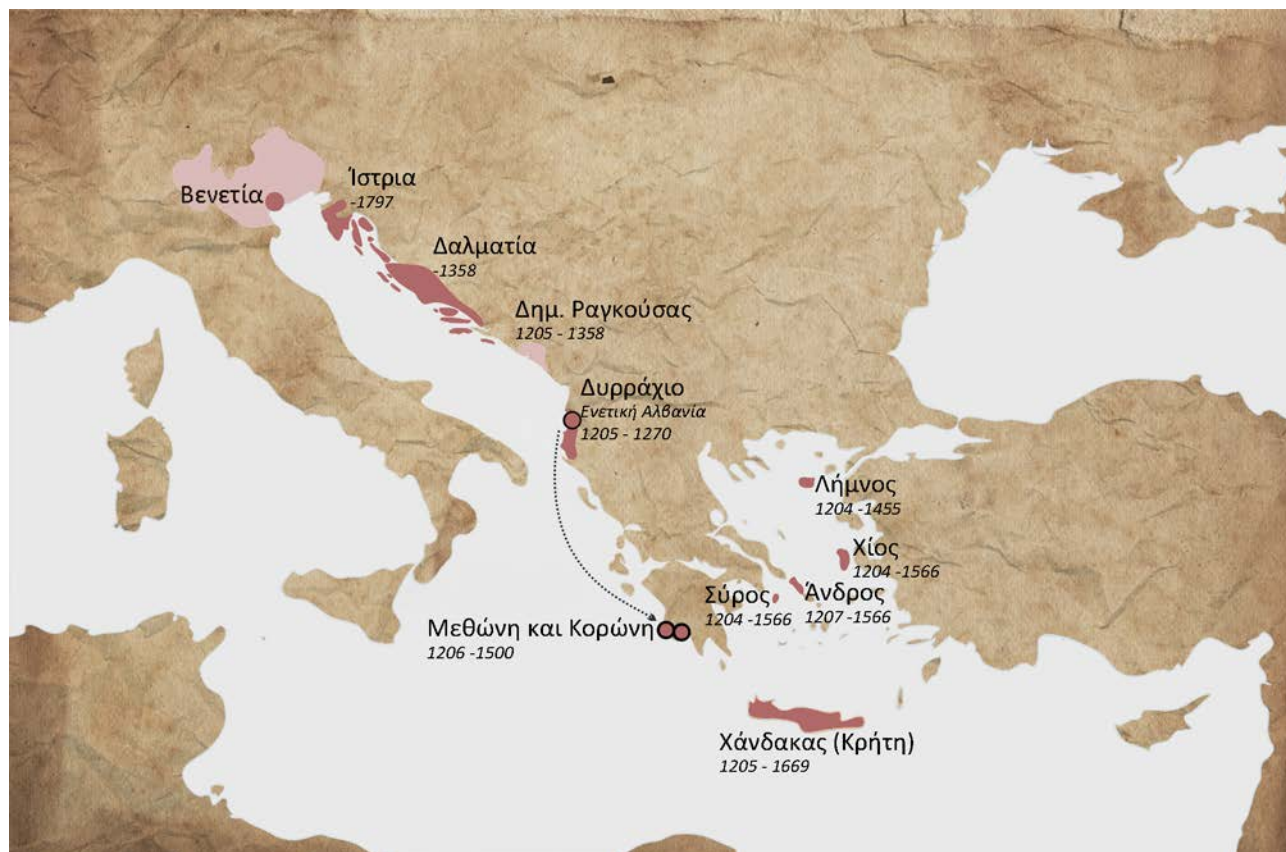 Βενετία
Ίστρια
-1797
Δαλματία
-1358
Δημ. Ραγκούσας
1205 - 1358
Δυρράχιο
Ενετική Αλβανία
1205 - 1270
Λήμνος
1204 -1455
Χίος
1204 -1566
Σύρος
1204 -1566
Άνδρος
1207 -1566
Μεθώνη και Κορώνη
1206 -1500
Χάνδακας (Κρήτη)
1205 - 1669